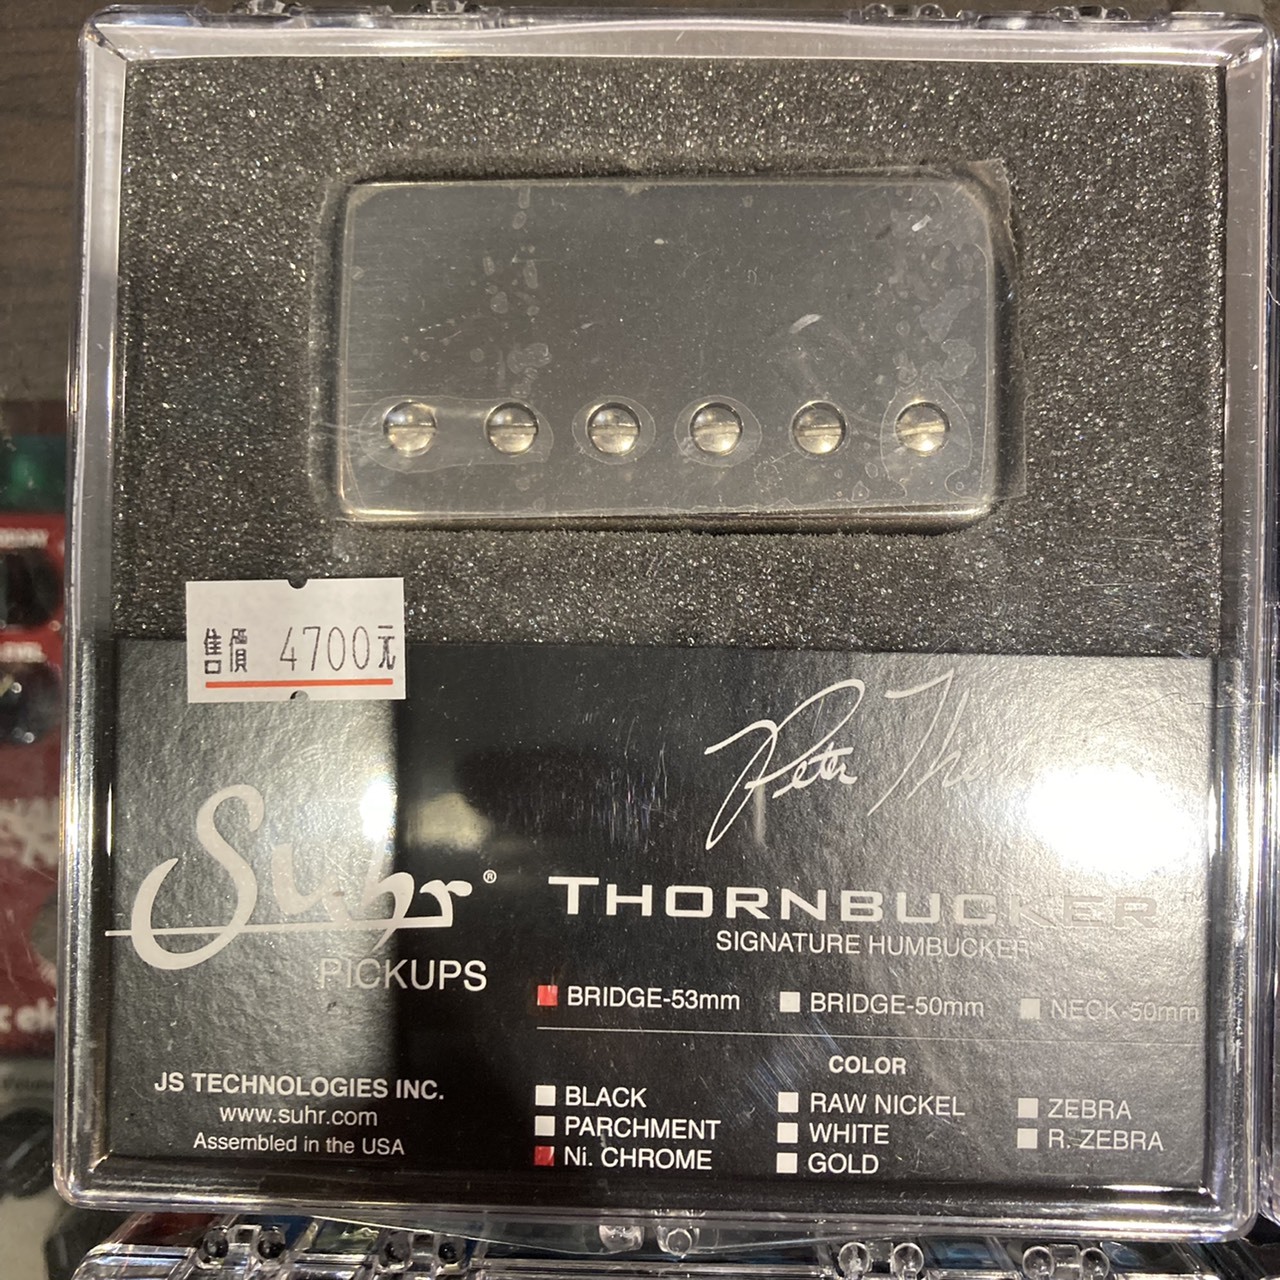 售價 4700元
Peter
Suhr®
PICKUPS
THORNBUCKER
SIGNATURE HUMBUCKER
BRIDGE-53mm BRIDGE-50mm NECK-50mm
COLOR
BLACK RAW NICKEL ZEBRA
PARCHMENT WHITE R. ZEBRA
Ni. CHROME GOLD
JS TECHNOLOGIES INC.
www.suhr.com
Assembled in the USA